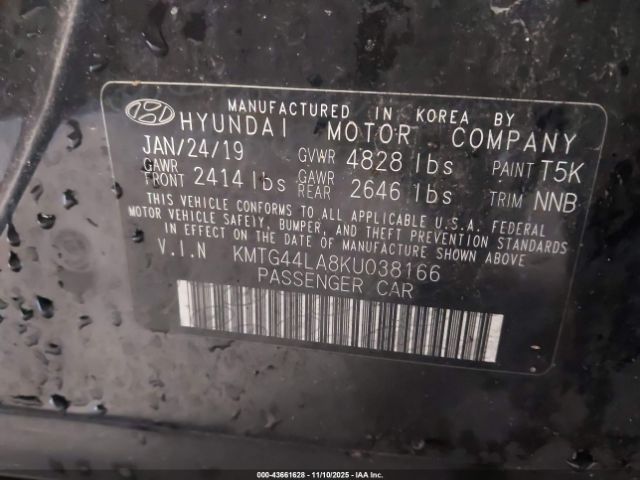 MANUFACTURED IN KOREA BY
HYUNDAI MOTOR COMPANY
JAN/24/19 GVWR 4828 lbs PAINT T5K
GAWR FRONT 2414 lbs GAWR REAR 2646 lbs TRIM NNB
THIS VEHICLE CONFORMS TO ALL APPLICABLE U.S.A. FEDERAL
MOTOR VEHICLE SAFETY, BUMPER, AND THEFT PREVENTION STANDARDS
IN EFFECT ON THE DATE OF MANUFACTURE SHOWN ABOVE.
V.I.N KMTG44LA8KU038166
PASSENGER CAR
000-43661628 - 11/10/2025 - IAA Inc.